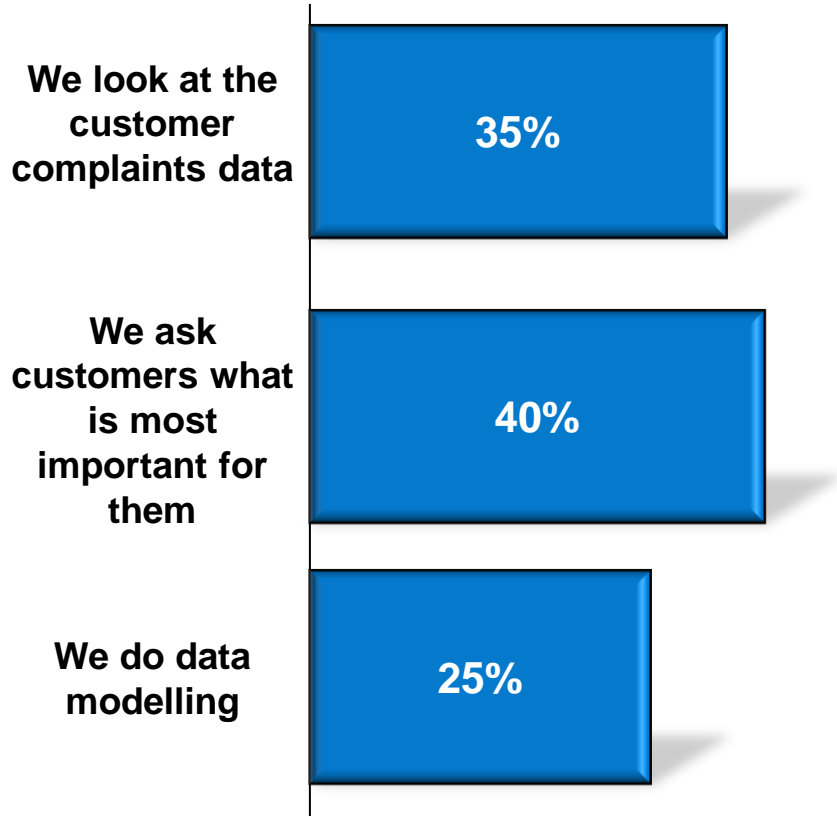 We look at the
customer
complaints data
35%
We ask
customers what
is most
important for
them
40%
We do data
modelling
25%